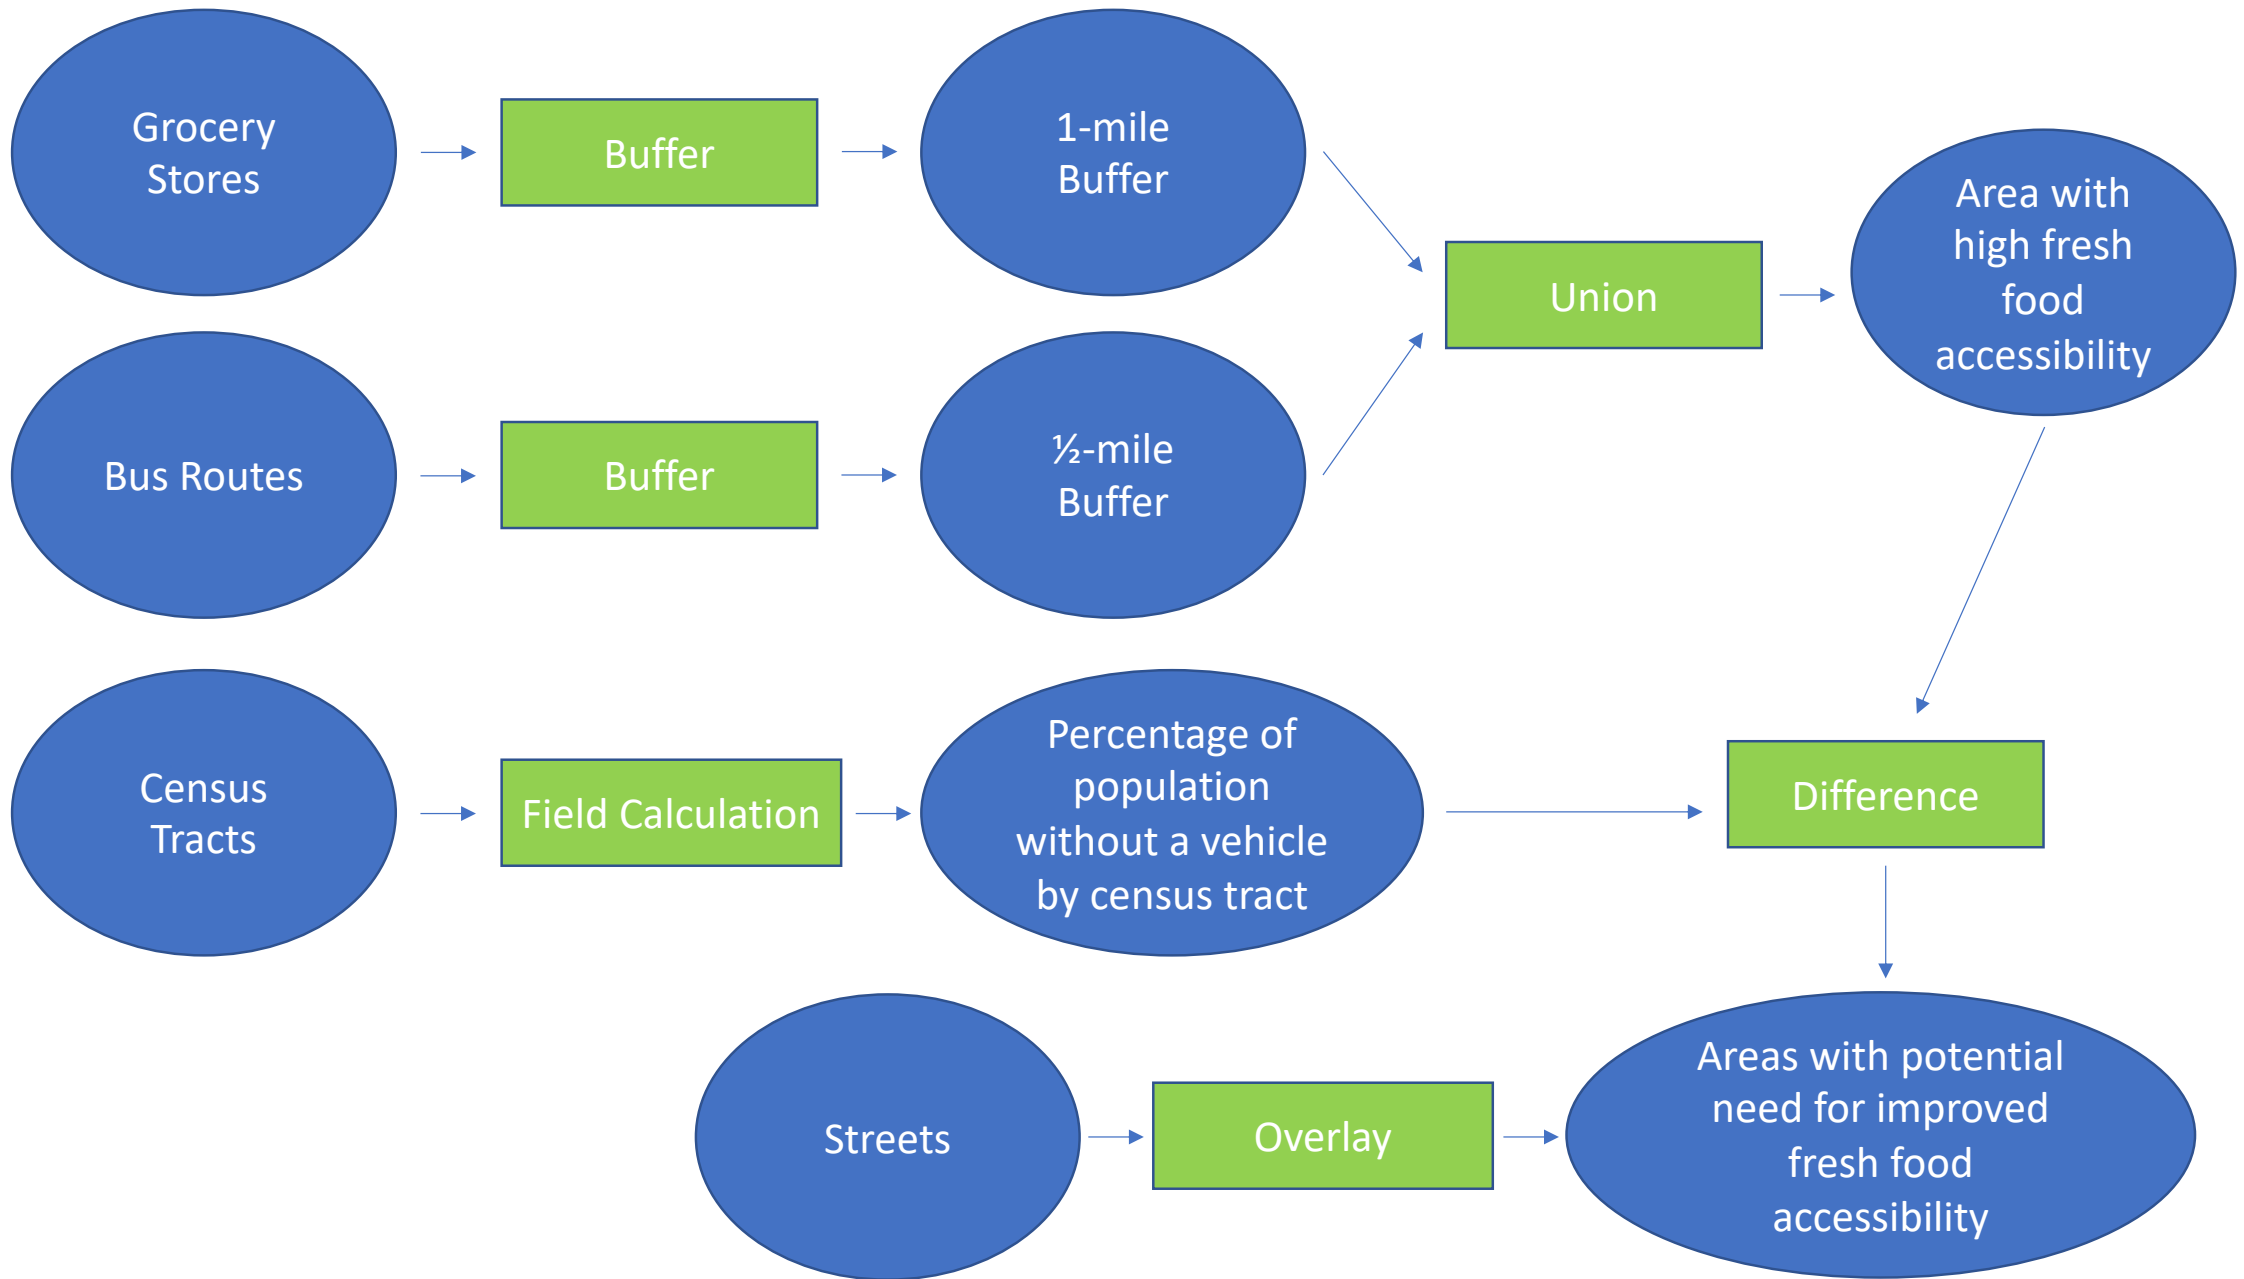 Grocery
Stores
Buffer
1-mile
Buffer
Union
Area with
high fresh
food
accessibility
Bus Routes
Buffer
½-mile
Buffer
Census
Tracts
Field Calculation
Percentage of
population
without a vehicle
by census tract
Difference
Streets
Overlay
Areas with potential
need for improved
fresh food
accessibility